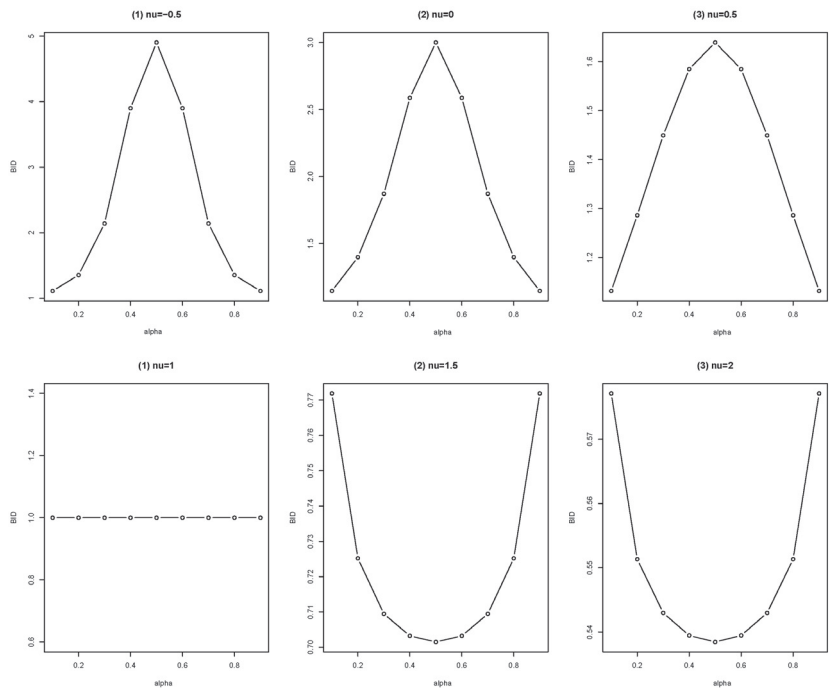 (1) nu=−0.5
BID
5
4
3
2
1
0.2 0.4 0.6 0.8
alpha
(2) nu=0
BID
3.0
2.5
2.0
1.5
0.2 0.4 0.6 0.8
alpha
(3) nu=0.5
BID
1.6
1.5
1.4
1.3
1.2
0.2 0.4 0.6 0.8
alpha
(1) nu=1
BID
1.4
1.2
1.0
0.8
0.6
0.2 0.4 0.6 0.8
alpha
(2) nu=1.5
BID
0.77
0.76
0.75
0.74
0.73
0.72
0.71
0.70
0.2 0.4 0.6 0.8
alpha
(3) nu=2
BID
0.57
0.56
0.55
0.54
0.2 0.4 0.6 0.8
alpha